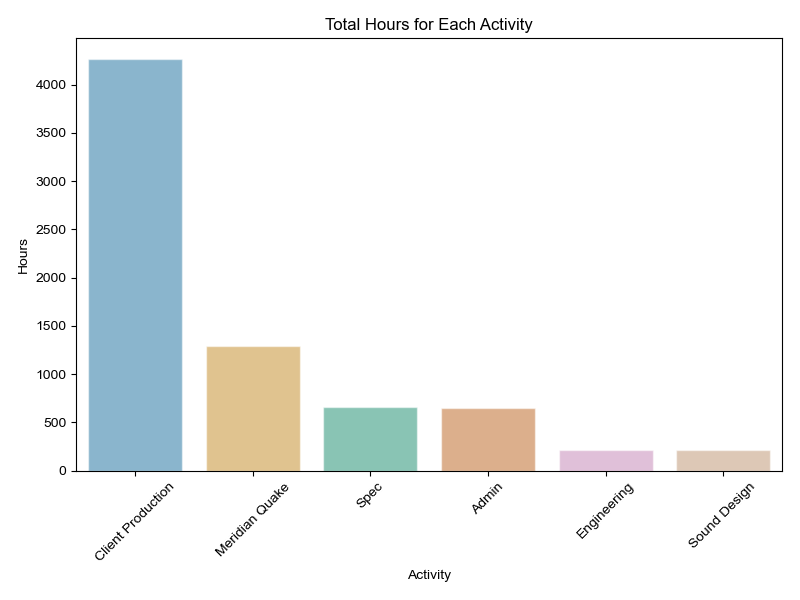 Total Hours for Each Activity
Hours
4000
3500
3000
2500
2000
1500
1000
500
0
Client Production
Meridian Quake
Spec
Admin
Engineering
Sound Design
Activity